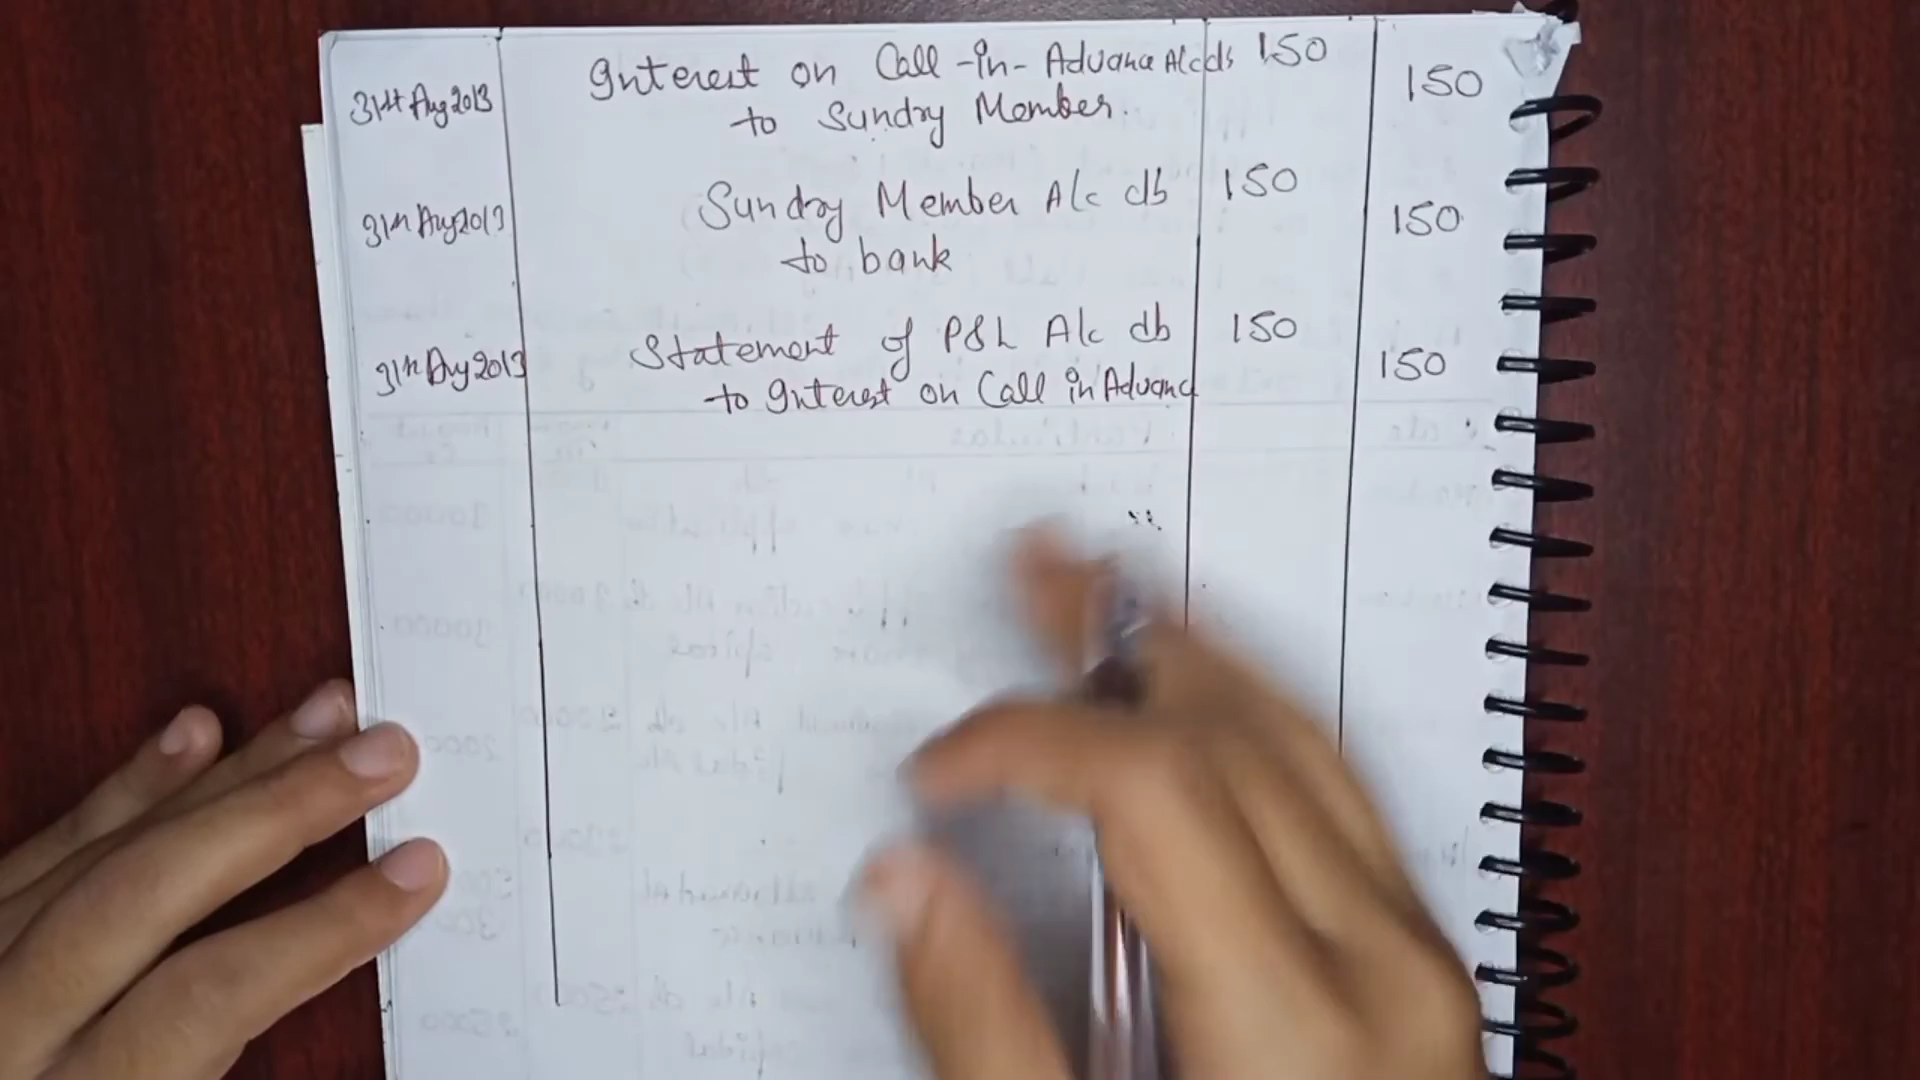 31st Aug 2013 Interest on Call-in-Advance A/c db 150
to Sundry Member. 150
31st Aug 2013 Sundry Member A/c db 150
to bank 150
31st Aug 2013 Statement of P&L A/c db 150
to Interest on Call in Advanc 150